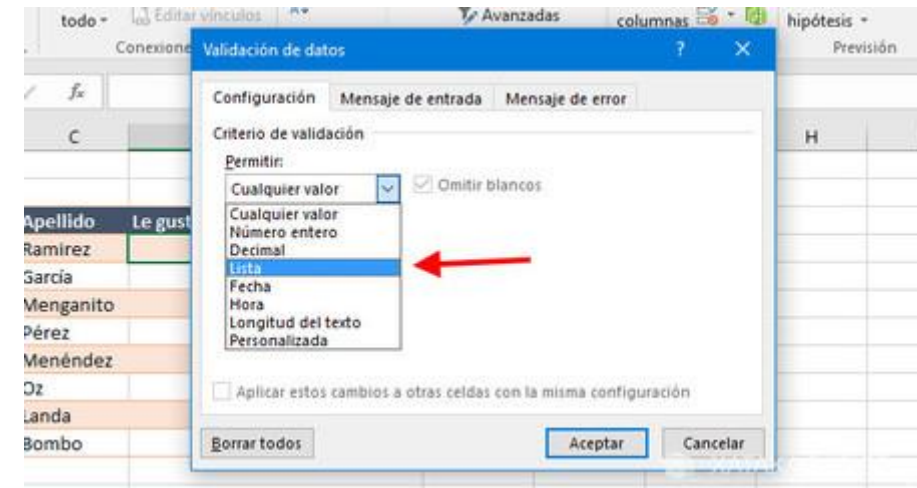 todo
Editar vínculos
Avanzadas
columnas
hipótesis
Conexione
Previsión
Validación de datos ? ×
fx
Configuración Mensaje de entrada Mensaje de error
C
H
Criterio de validación
Permitir:
Cualquier valor
Omitir blancos
Cualquier valor
Número entero
Decimal
Lista
Fecha
Hora
Longitud del texto
Personalizada
Apellido Le gust
Ramirez
García
Menganito
Pérez
Menéndez
Oz
Landa
Bombo
Aplicar estos cambios a otras celdas con la misma configuración
Borrar todos Aceptar Cancelar